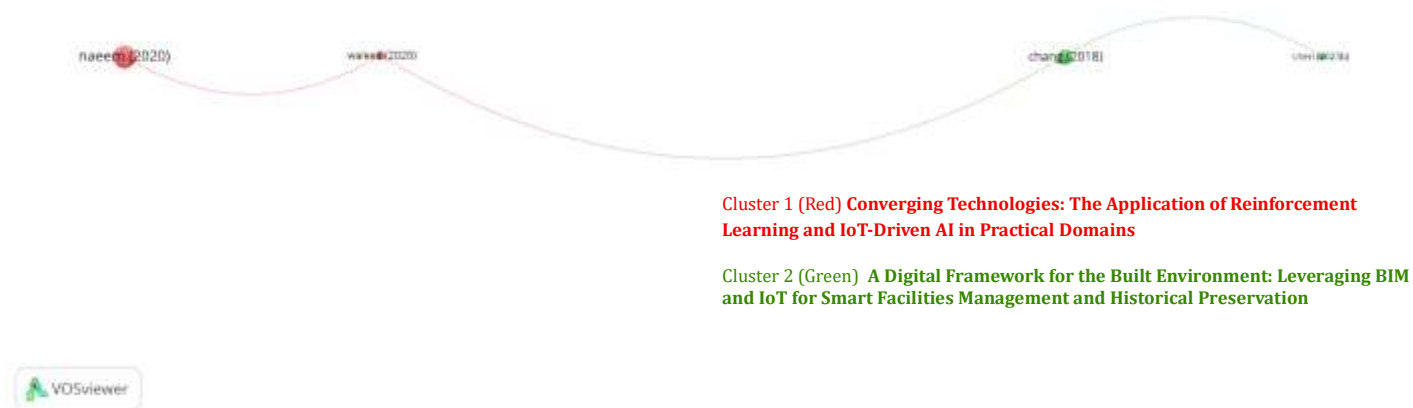 naeem (2020)
(2020)
chang (2018)
Cluster 1 (Red) Converging Technologies: The Application of Reinforcement
Learning and IoT-Driven AI in Practical Domains
Cluster 2 (Green) A Digital Framework for the Built Environment: Leveraging BIM
and IoT for Smart Facilities Management and Historical Preservation
VOSviewer